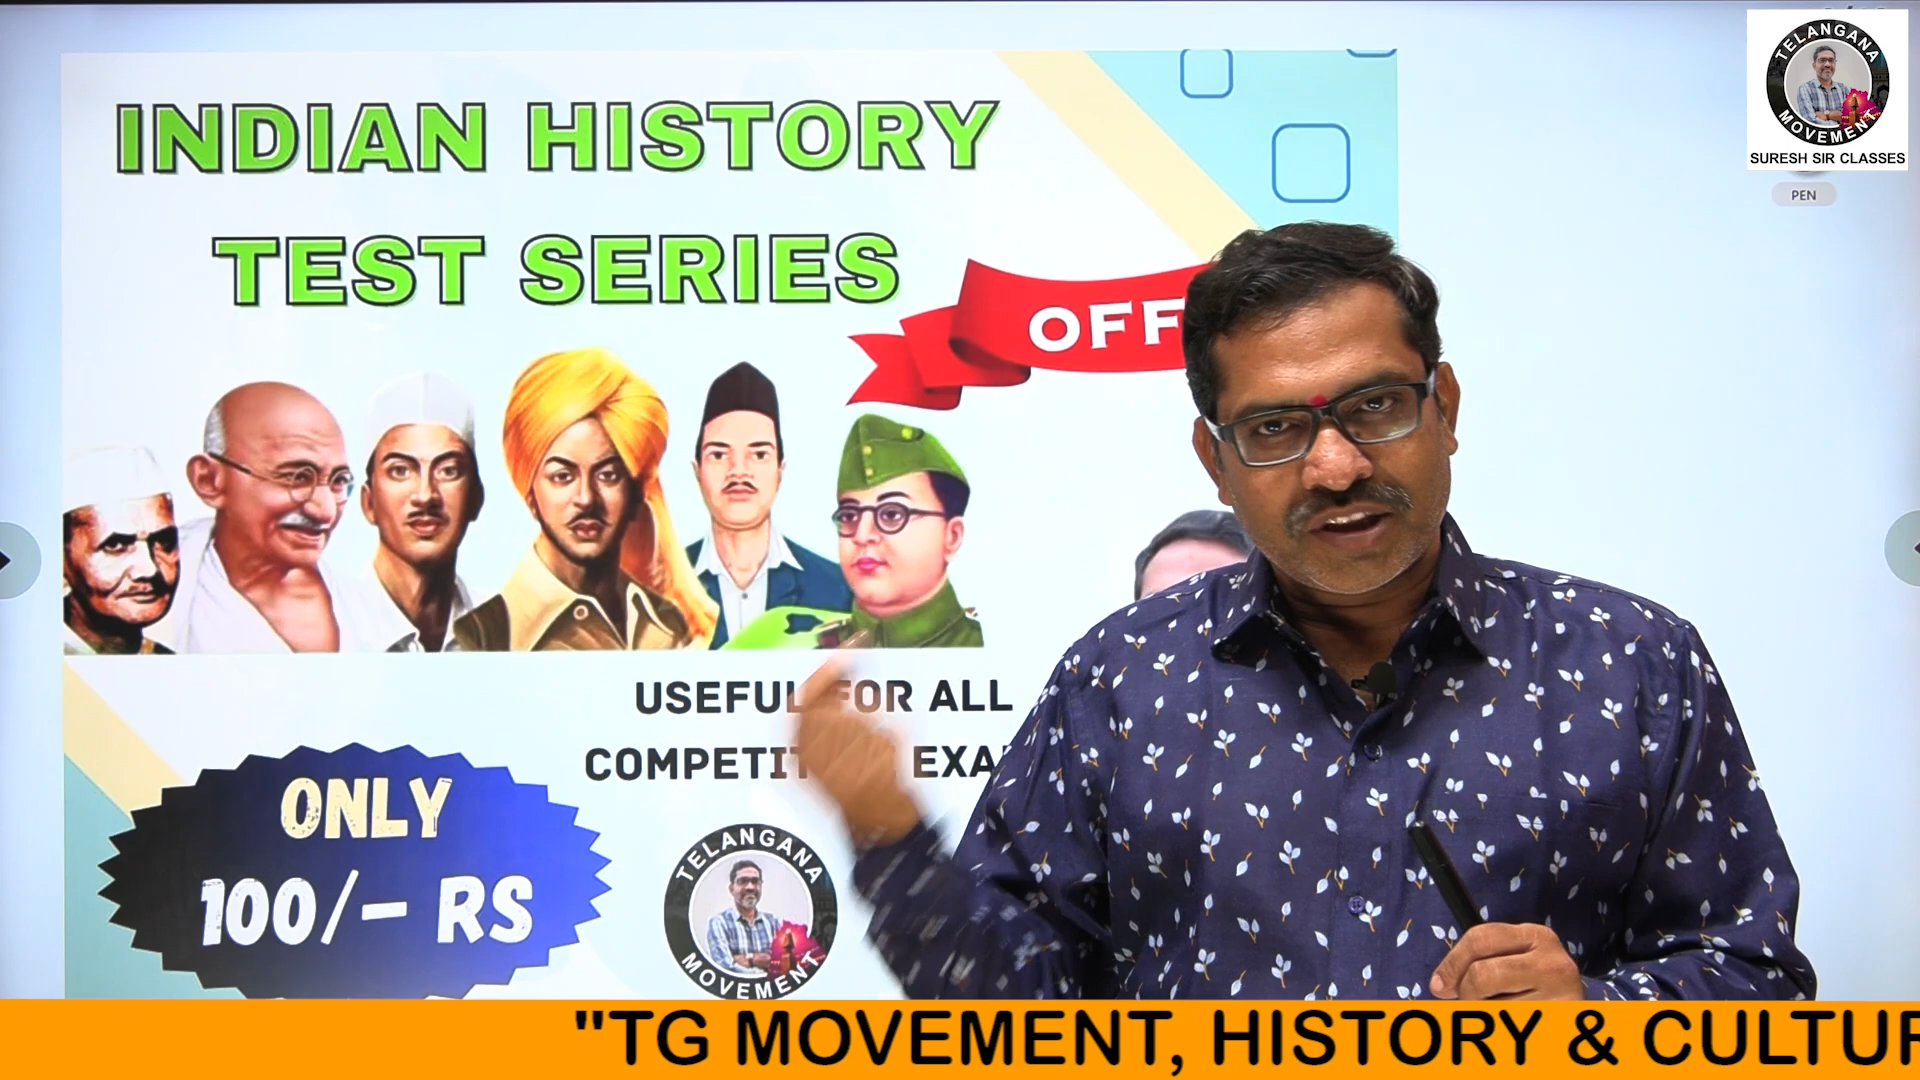 INDIAN HISTORY
TEST SERIES
OFF
USEFUL FOR ALL
COMPETIT EXA
ONLY
100/- RS
TELANGANA
MOVEMENT
TELANGANA
MOVEMENT
SURESH SIR CLASSES
PEN
"TG MOVEMENT, HISTORY & CULTUR